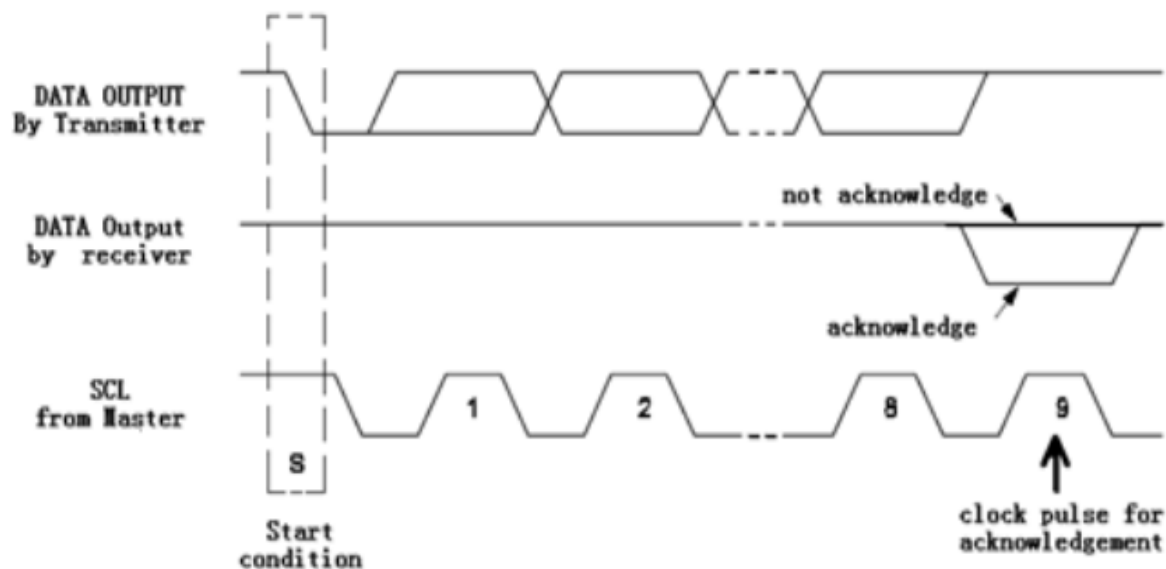 DATA OUTPUT
By Transmitter
not acknowledge
DATA Output
by receiver
acknowledge
SCL
from Master
1
2
8
9
S
Start
condition
clock pulse for
acknowledgement